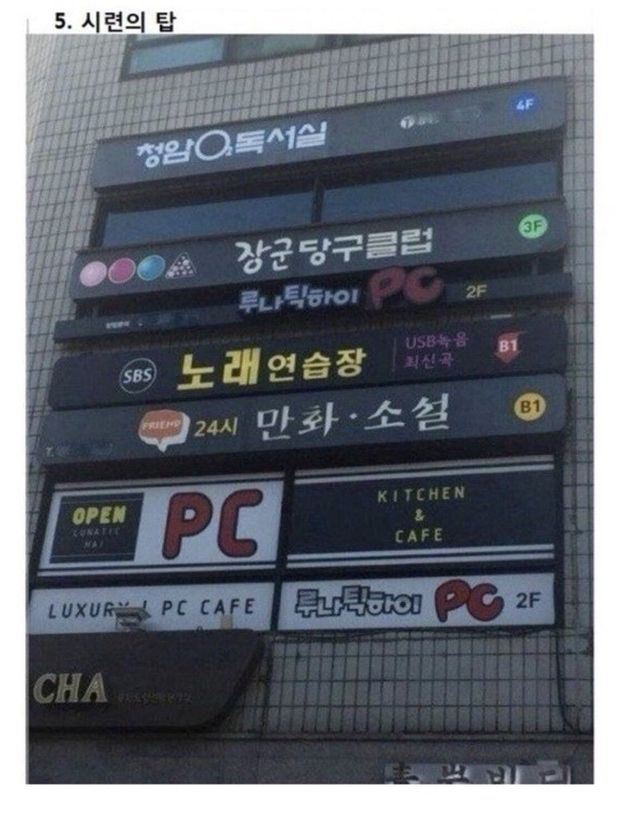 5. 시련의 탑
청암O₂독서실 4F
장군당구클럽 3F
루나틱하이 PC 2F
SBS 노래연습장 USB녹음 최신곡 B1
FRIEND 24시 만화·소설 B1
OPEN
LUNATIC
HAI
PC
KITCHEN
&
CAFE
LUXURY PC CAFE
루나틱하이 PC 2F
CHA